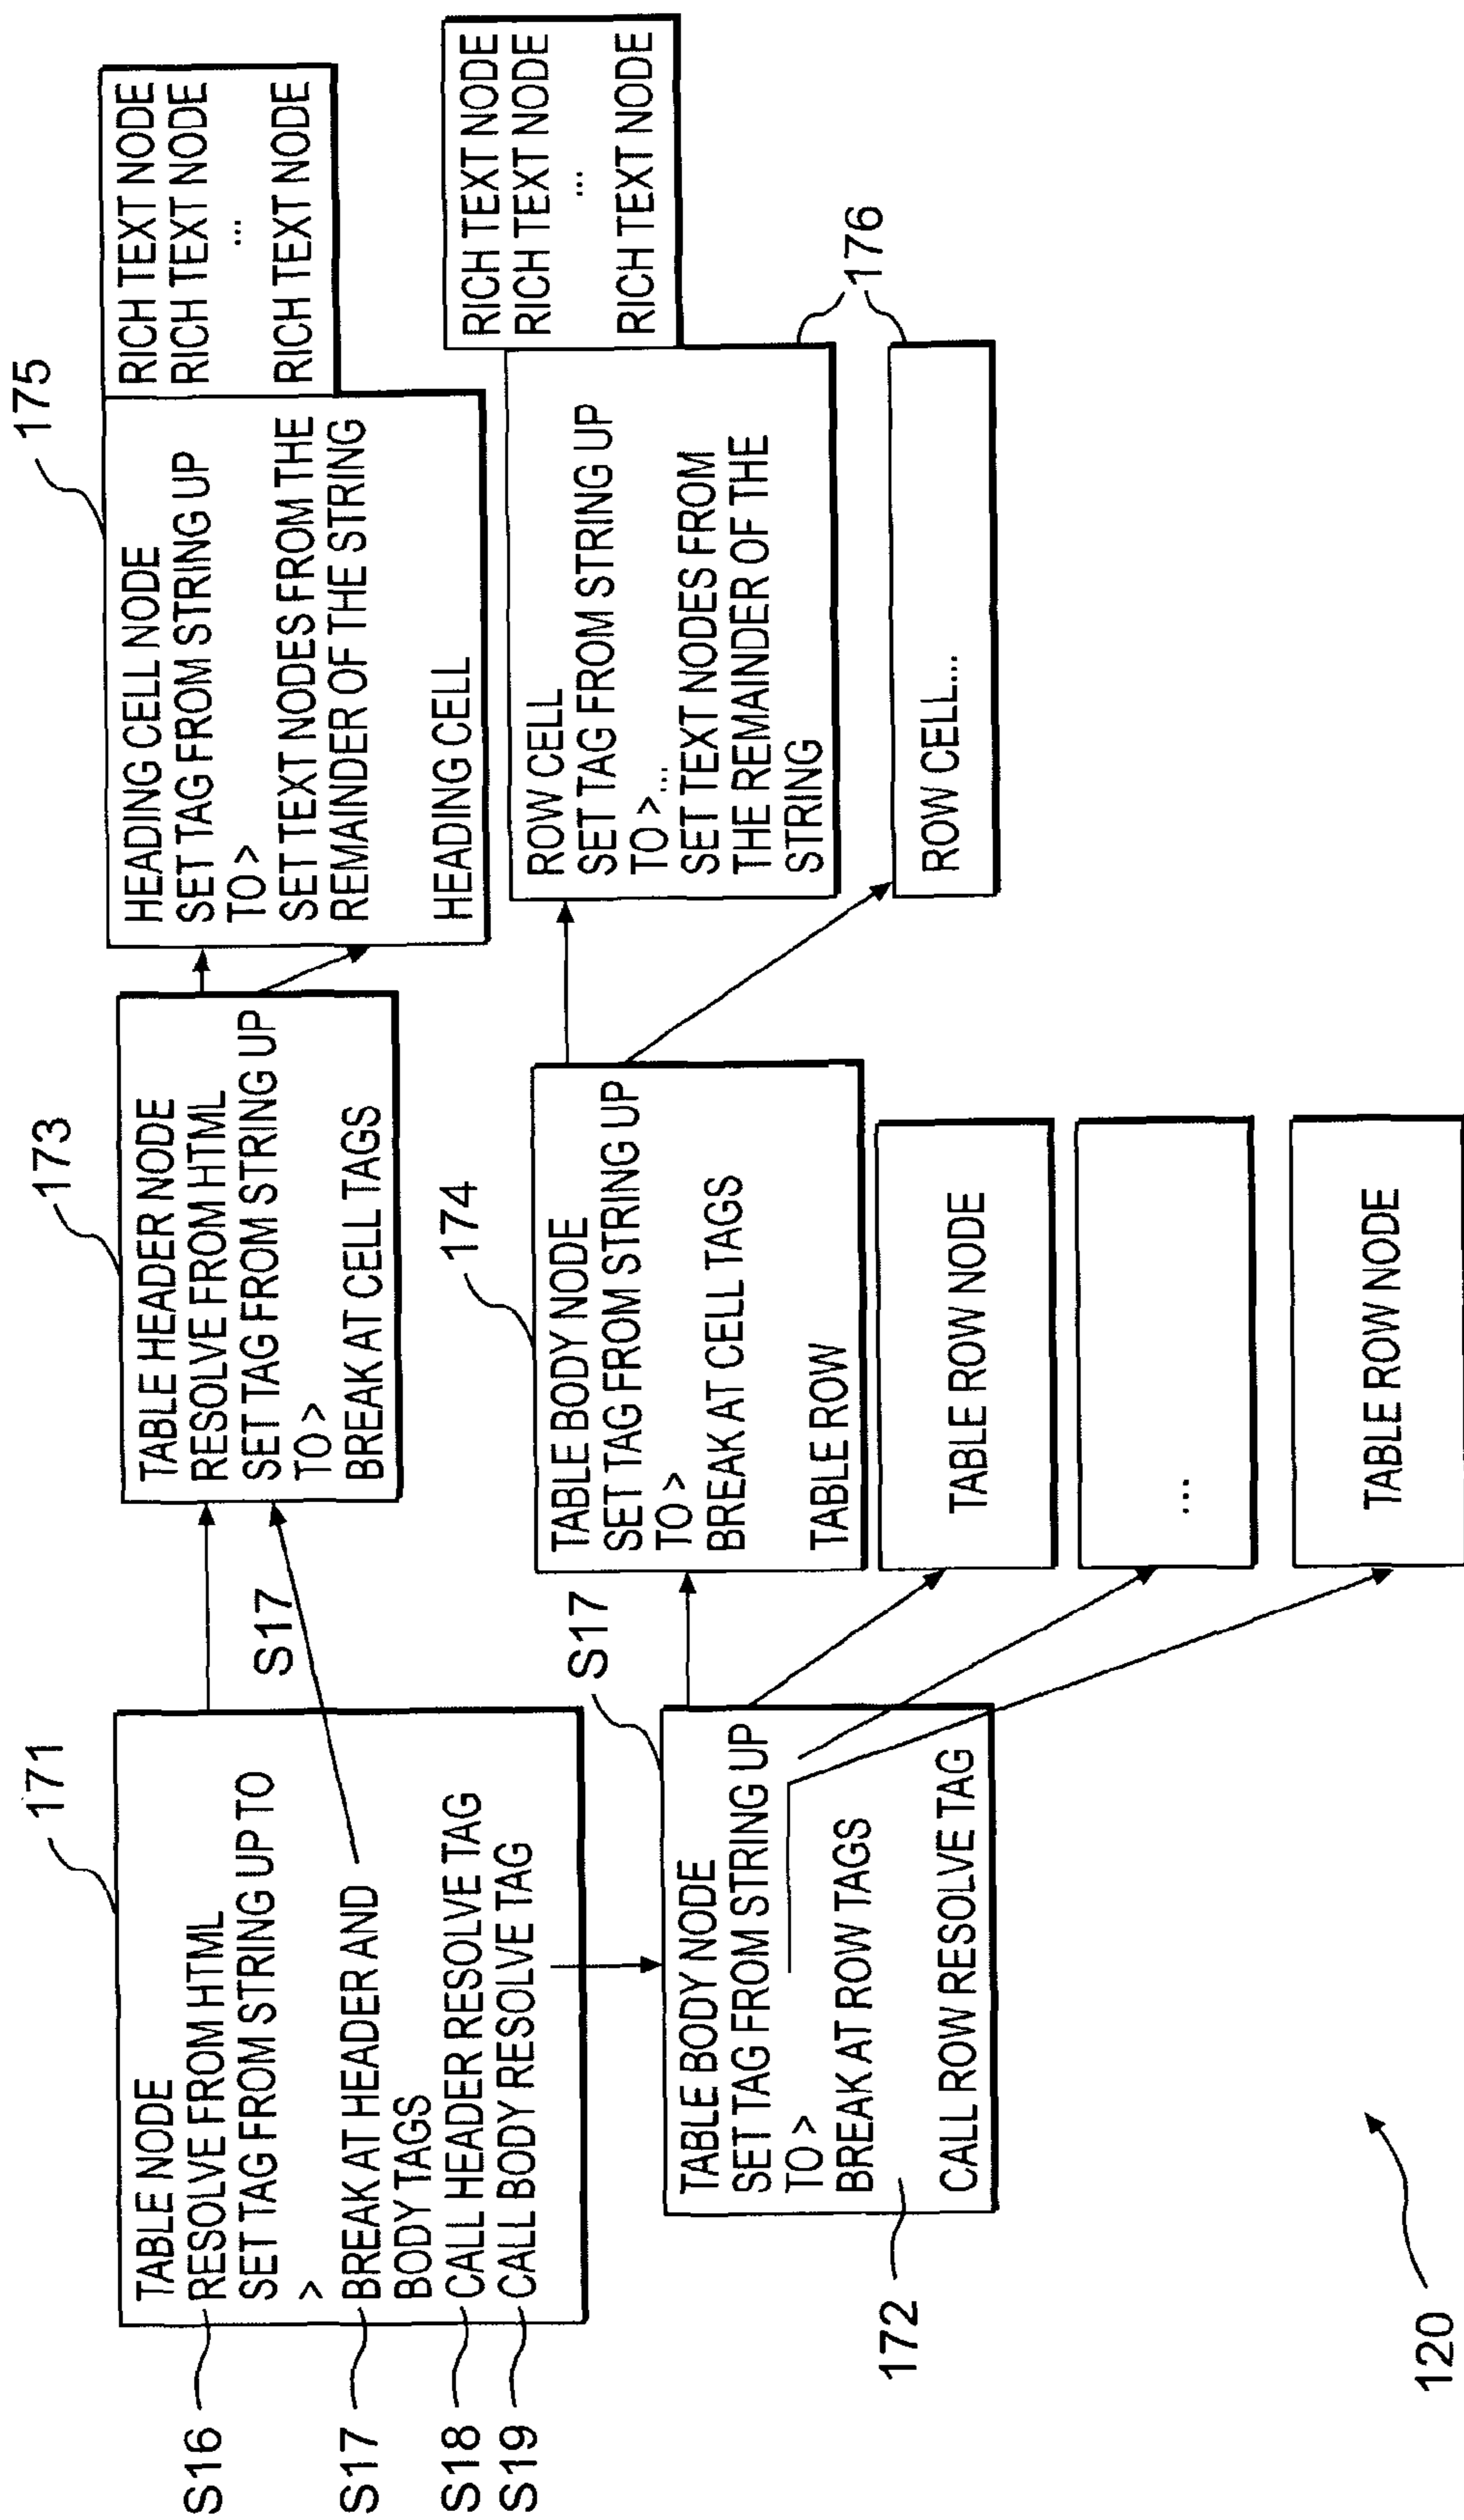 171
TABLE NODE
S16
RESOLVE FROM HTML
SET TAG FROM STRING UP TO
>
S17
BREAK AT HEADER AND
BODY TAGS
S18
CALL HEADER RESOLVE TAG
S19
CALL BODY RESOLVE TAG
S17
173
TABLE HEADER NODE
RESOLVE FROM HTML
SET TAG FROM STRING UP
TO >
BREAK AT CELL TAGS
175
HEADING CELL NODE
SET TAG FROM STRING UP
TO >
SET TEXT NODES FROM THE
REMAINDER OF THE STRING
HEADING CELL
RICH TEXT NODE
RICH TEXT NODE
...
RICH TEXT NODE
S17
TABLE BODY NODE
SET TAG FROM STRING UP
TO >
BREAK AT ROW TAGS
CALL ROW RESOLVE TAG
172
174
TABLE BODY NODE
SET TAG FROM STRING UP
TO >
BREAK AT CELL TAGS
TABLE ROW
TABLE ROW NODE
...
TABLE ROW NODE
ROW CELL
SET TAG FROM STRING UP
TO >...
SET TEXT NODES FROM
THE REMAINDER OF THE
STRING
RICH TEXT NODE
RICH TEXT NODE
...
RICH TEXT NODE
176
ROW CELL...
120